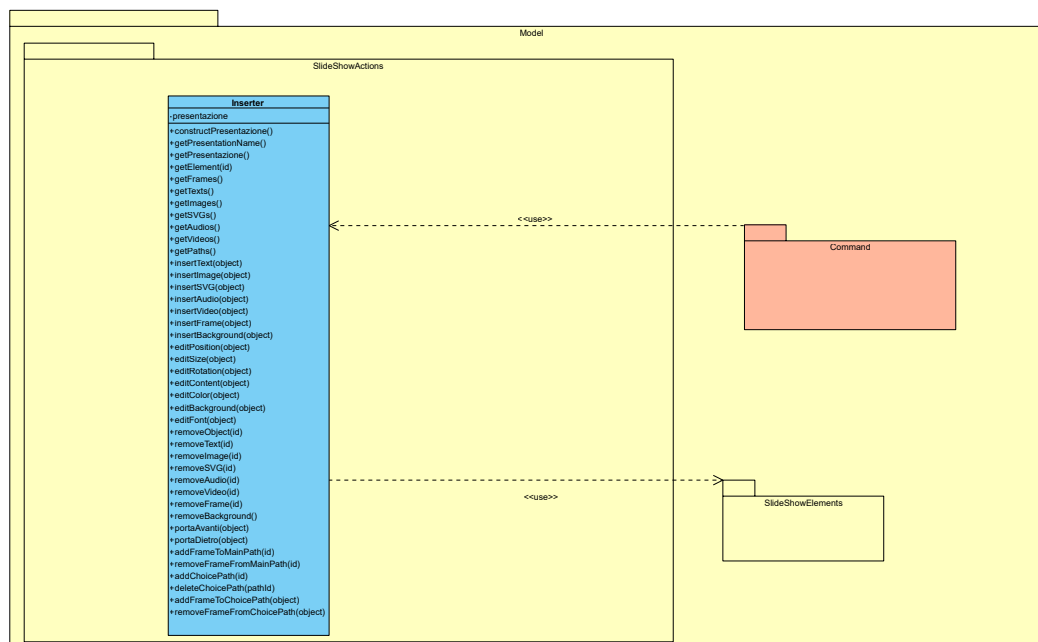 Model
SlideShowActions
Inserter
-presentazione
+constructPresentazione()
+getPresentationName()
+getPresentazione()
+getElement(id)
+getFrames()
+getTexts()
+getImages()
+getSVGs()
+getAudios()
+getVideos()
+getPaths()
+insertText(object)
+insertImage(object)
+insertSVG(object)
+insertAudio(object)
+insertVideo(object)
+insertFrame(object)
+insertBackground(object)
+editPosition(object)
+editSize(object)
+editRotation(object)
+editContent(object)
+editColor(object)
+editBackground(object)
+editFont(object)
+removeObject(id)
+removeText(id)
+removeImage(id)
+removeSVG(id)
+removeAudio(id)
+removeVideo(id)
+removeFrame(id)
+removeBackground()
+portaAvanti(object)
+portaDietro(object)
+addFrameToMainPath(id)
+removeFrameFromMainPath(id)
+addChoicePath(id)
+deleteChoicePath(pathId)
+addFrameToChoicePath(object)
+removeFrameFromChoicePath(object)
<<use>>
Command
<<use>>
SlideShowElements